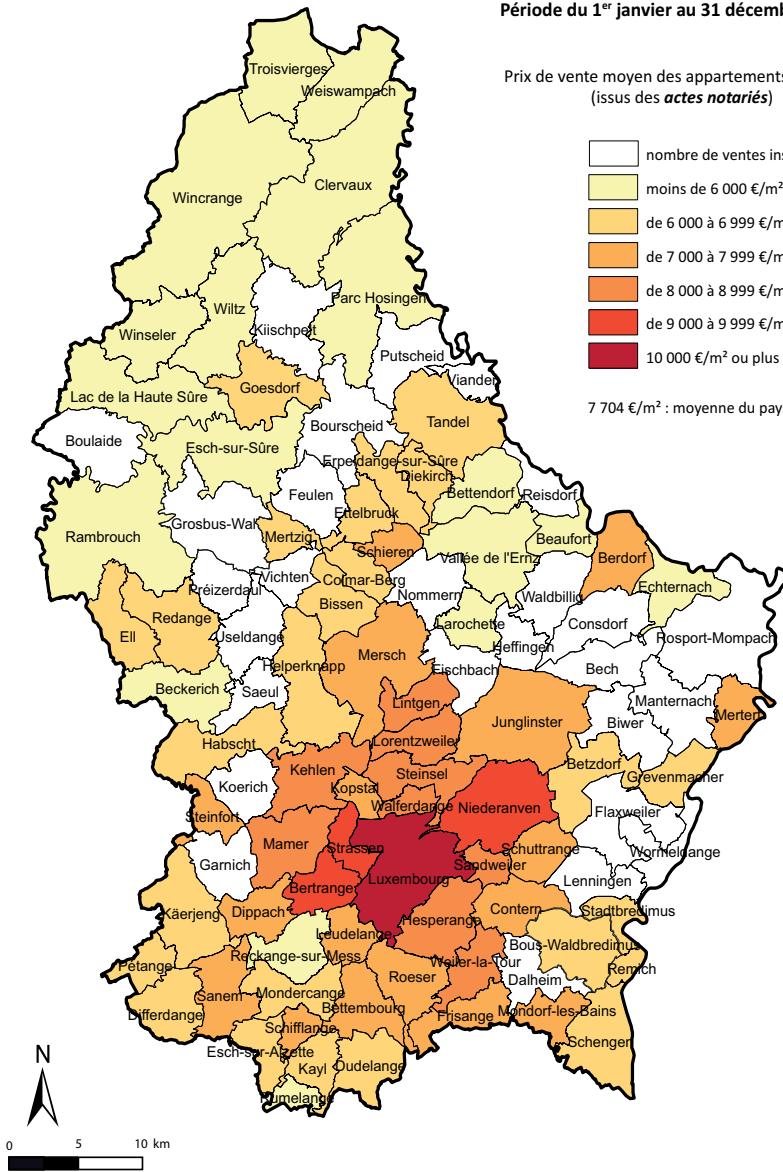 Période du 1er janvier au 31
Prix de vente moyen des appartements
(issus des actes notariés)
nombre de ventes
moins de 6 000 €/m²
de 6 000 à 6 999
de 7 000 à 7 999
de 8 000 à 8 999
de 9 000 à 9 999
10 000 €/m² ou plus
7 704 €/m² : moyenne du
Troisvierges
Weiswampach
Clervaux
Wincrange
Parc Hosingen
Wiltz
Kiischpelt
Winseler
Putscheid
Vianden
Goesdorf
Lac de la Haute Sûre
Tandel
Bourscheid
Boulaide
Esch-sur-Sûre
Erpeldange-sur-Sûre
Diekirch
Bettendorf
Reisdorf
Feulen
Ettelbruck
Grosbus-Wal
Rambrouch
Mertzig
Beaufort
Schieren
Vallée de l'Ernz
Berdorf
Vichten
Colmar-Berg
Préizerdaul
Nommern
Waldbillig
Echternach
Bissen
Redange
Larochette
Consdorf
Ell
Useldange
Heffingen
Rosport-Mompach
Mersch
Helperknapp
Eischbach
Bech
Beckerich
Saeul
Manternach
Lintgen
Junglinster
Biwer
Mertert
Habscht
Lorentzweiler
Betzdorf
Kehlen
Steinsel
Grevenmacher
Koerich
Kopstal
Walferdange
Niederanven
Flaxweiler
Steinfort
Mamer
Strassen
Schuttrange
Wormeldange
Garnich
Sandweiler
Luxembourg
Lenningen
Bertrange
Käerjeng
Dippach
Contern
Stadtbredimus
Hesperange
Leudelange
Bous-Waldbredimus
Reckange-sur-Mess
Weiler-la-Tour
Pétange
Remich
Roeser
Dalheim
Sanem
Mondercange
Bettembourg
Mondorf-les-Bains
Differdange
Frisange
Schifflange
Schengen
Esch-sur-Alzette
Kayl
Dudelange
Rumelange
N
0 5 10 km